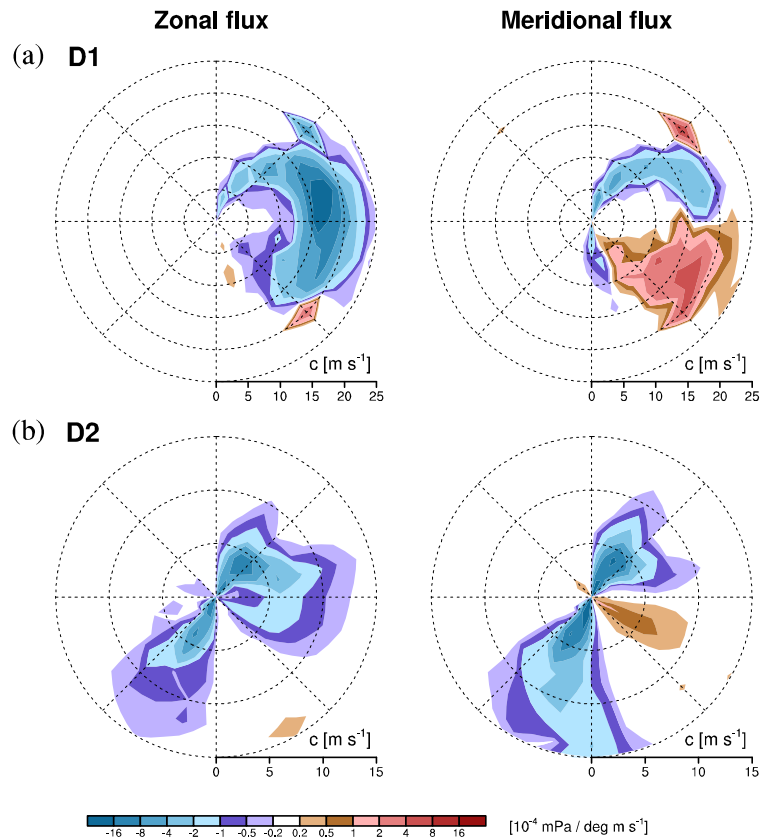 Zonal flux
Meridional flux
(a) D1
c [m s⁻¹]
c [m s⁻¹]
0 5 10 15 20 25
0 5 10 15 20 25
(b) D2
c [m s⁻¹]
c [m s⁻¹]
0 5 10 15
0 5 10 15
-16 -8 -4 -2 -1 -0.5 -0.2 0.2 0.5 1 2 4 8 16
[10⁻⁴ mPa / deg m s⁻¹]